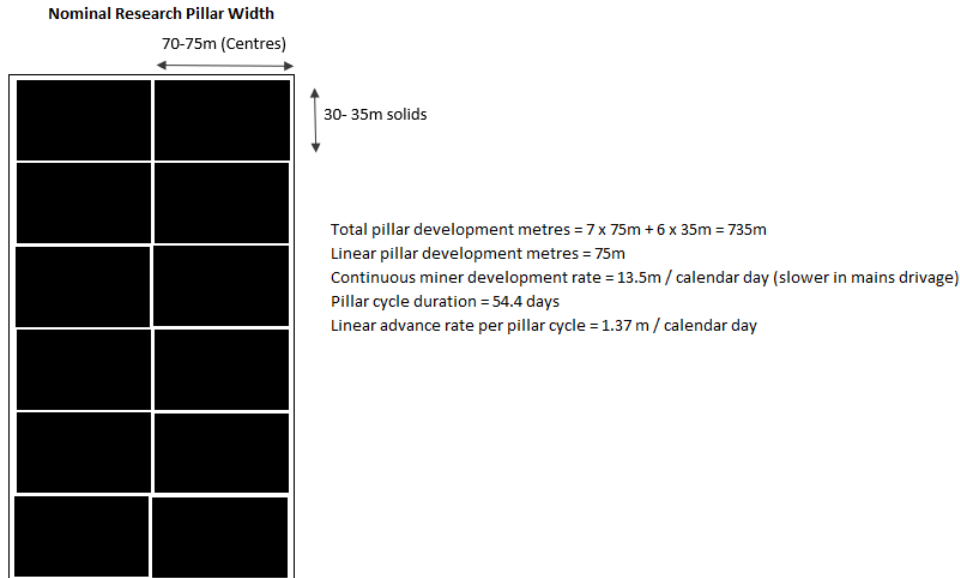 Nominal Research Pillar Width
70-75m (Centres)
30- 35m solids
Total pillar development metres = 7 x 75m + 6 x 35m = 735m
Linear pillar development metres = 75m
Continuous miner development rate = 13.5m / calendar day (slower in mains drivage)
Pillar cycle duration = 54.4 days
Linear advance rate per pillar cycle = 1.37 m / calendar day